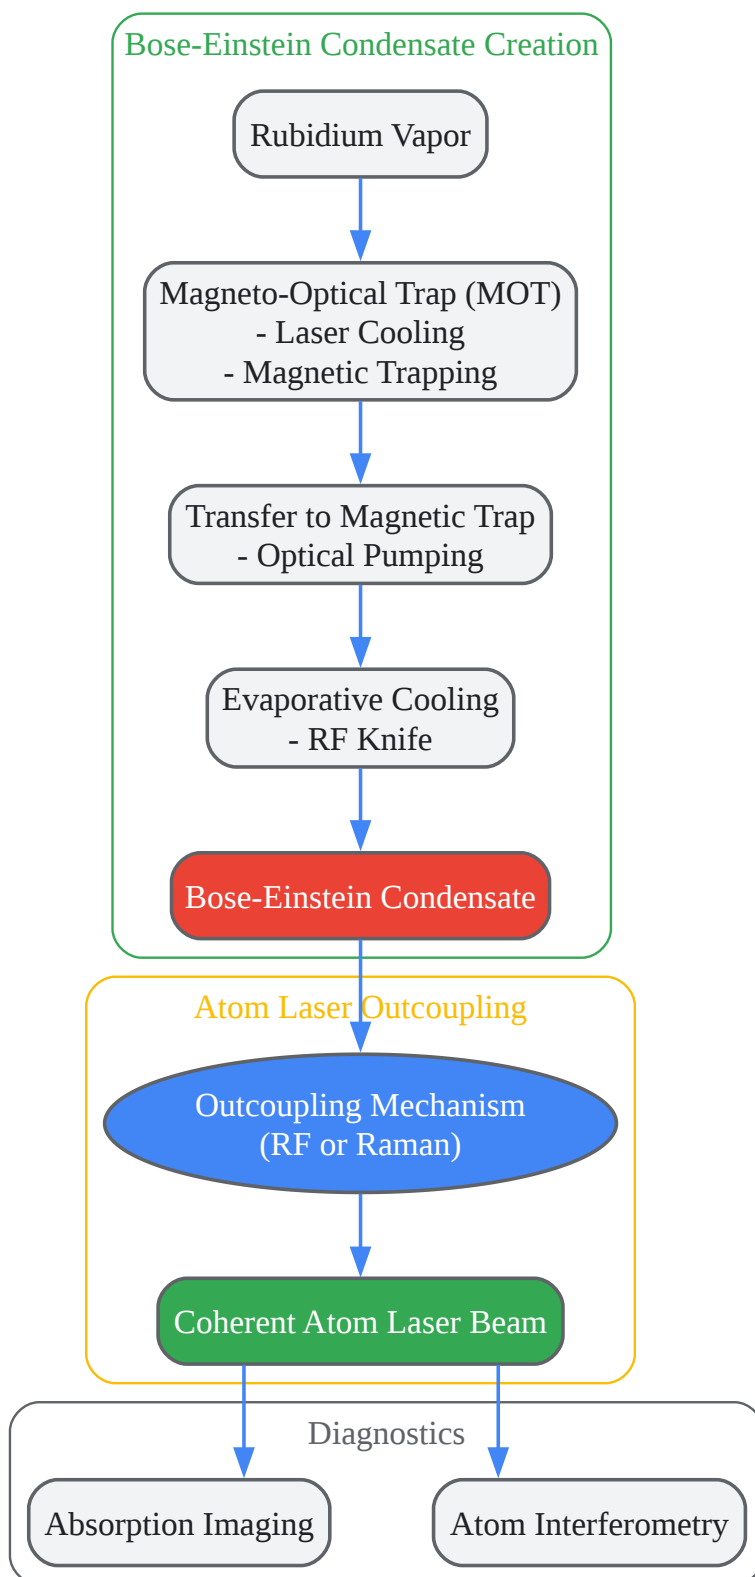 Bose-Einstein Condensate Creation
Rubidium Vapor
Magneto-Optical Trap (MOT)
- Laser Cooling
- Magnetic Trapping
Transfer to Magnetic Trap
- Optical Pumping
Evaporative Cooling
- RF Knife
Bose-Einstein Condensate
Atom Laser Outcoupling
Outcoupling Mechanism
(RF or Raman)
Coherent Atom Laser Beam
Diagnostics
Absorption Imaging
Atom Interferometry